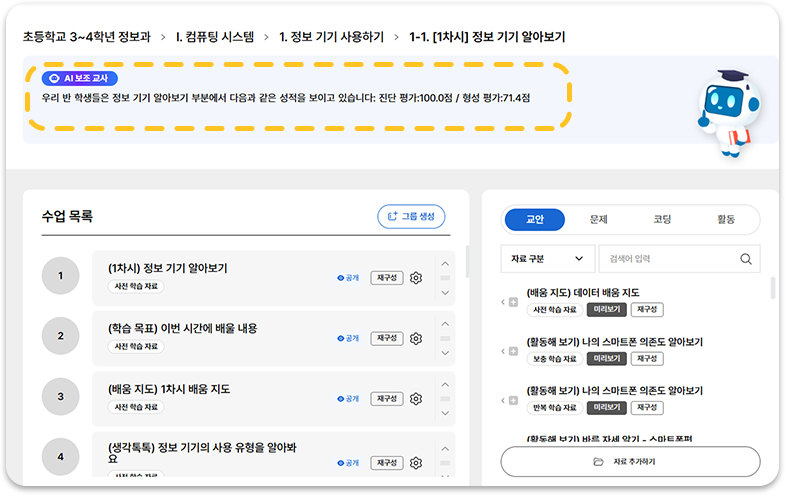 초등학교 3~4학년 정보과 > Ⅰ. 컴퓨팅 시스템 > 1. 정보 기기 사용하기 > 1-1. [1차시] 정보 기기 알아보기
AI 보조 교사
우리 반 학생들은 정보 기기 알아보기 부분에서 다음과 같은 성적을 보이고 있습니다: 진단 평가:100.0점 / 형성 평가:71.4점
수업 목록
그룹 생성
1
(1차시) 정보 기기 알아보기
사전 학습 자료
공개
재구성
2
(학습 목표) 이번 시간에 배울 내용
사전 학습 자료
공개
재구성
3
(배움 지도) 1차시 배움 지도
사전 학습 자료
공개
재구성
4
(생각톡톡) 정보 기기의 사용 유형을 알아봐
요
사전 학습 자료
공개
재구성
교안
문제
코딩
활동
자료 구분
검색어 입력
(배움 지도) 데이터 배움 지도
사전 학습 자료
미리보기
재구성
(활동해 보기) 나의 스마트폰 의존도 알아보기
보충 학습 자료
미리보기
재구성
(활동해 보기) 나의 스마트폰 의존도 알아보기
반복 학습 자료
미리보기
재구성
(활동해 보기) 바른 자세 알기 - 스마트폰편
자료 추가하기